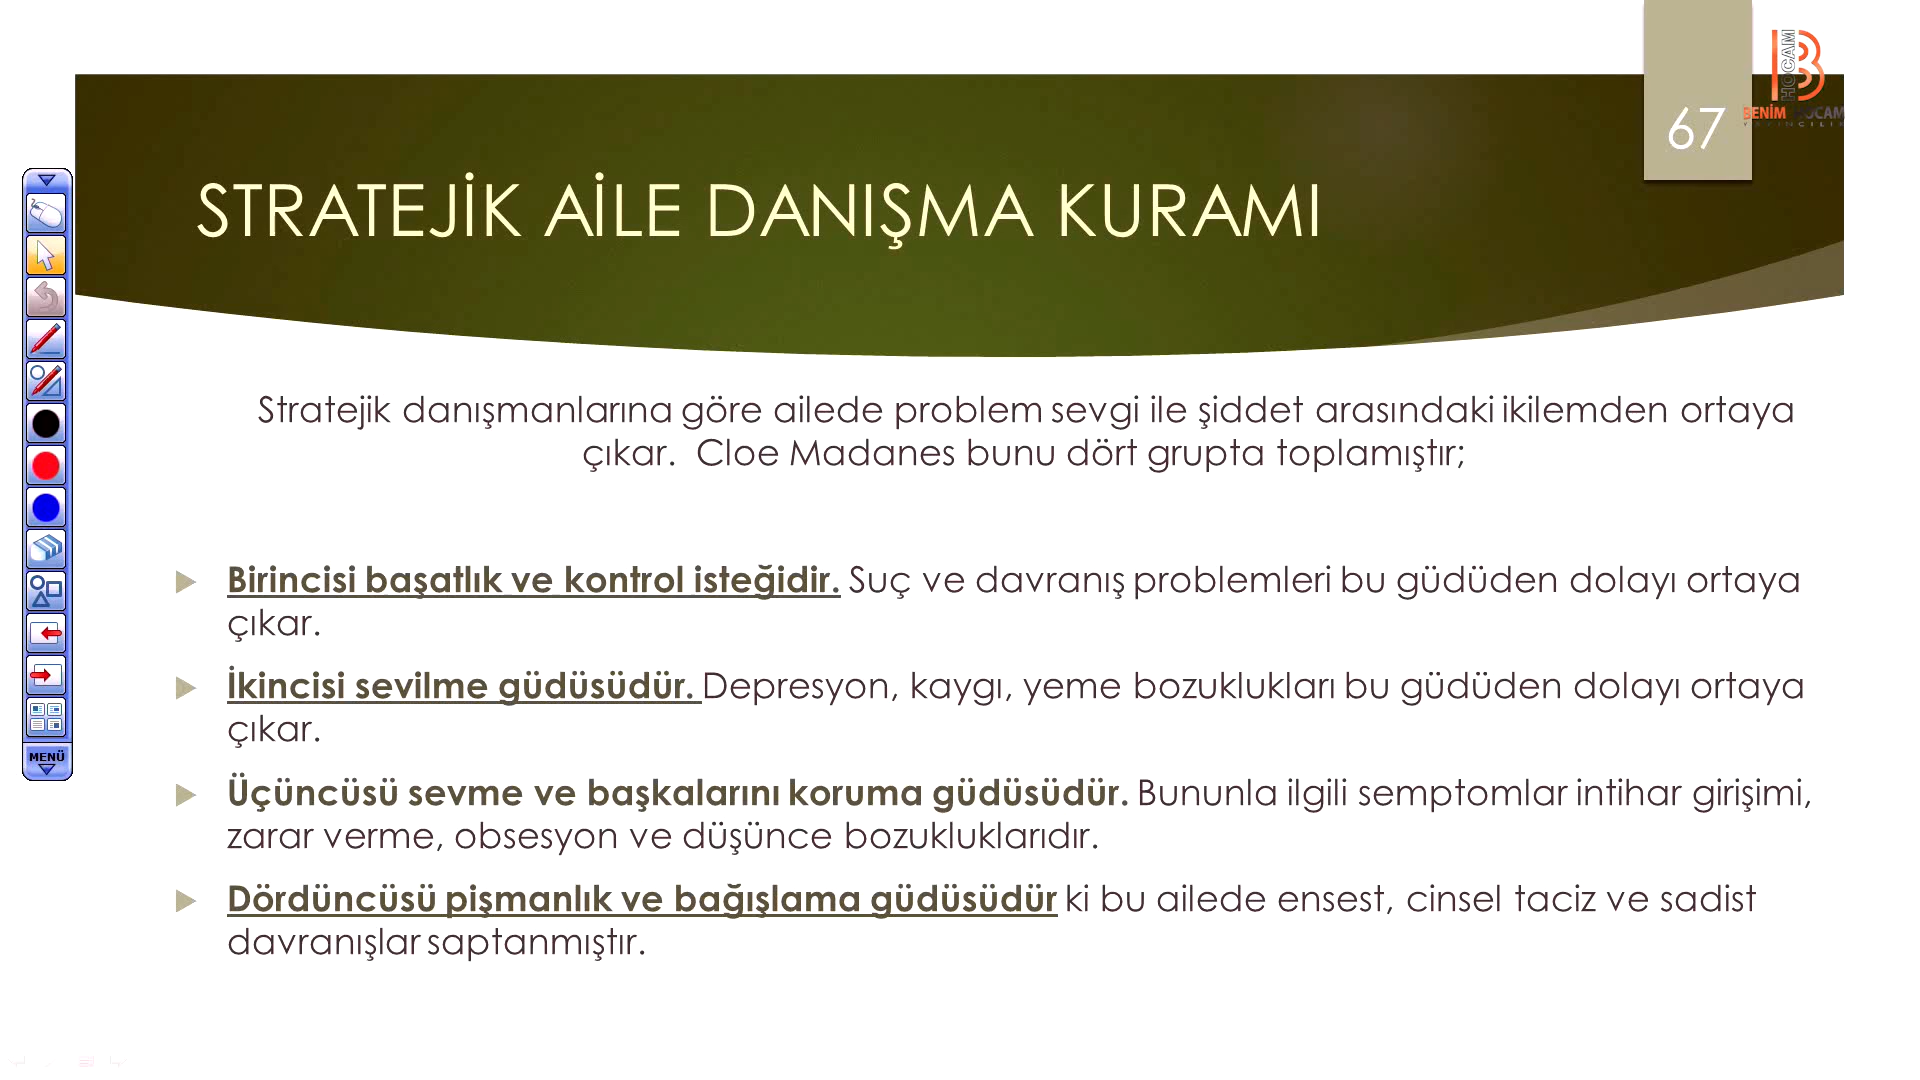 HOCAM
BENİM HOCAM
YAYINCILIK
67
STRATEJİK AİLE DANIŞMA KURAMI
Stratejik danışmanlarına göre ailede problem sevgi ile şiddet arasındaki ikilemden ortaya
çıkar. Cloe Madanes bunu dört grupta toplamıştır;
Birincisi başatlık ve kontrol isteğidir. Suç ve davranış problemleri bu güdüden dolayı ortaya
çıkar.
İkincisi sevilme güdüsüdür. Depresyon, kaygı, yeme bozuklukları bu güdüden dolayı ortaya
çıkar.
Üçüncüsü sevme ve başkalarını koruma güdüsüdür. Bununla ilgili semptomlar intihar girişimi,
zarar verme, obsesyon ve düşünce bozukluklarıdır.
Dördüncüsü pişmanlık ve bağışlama güdüsüdür ki bu ailede ensest, cinsel taciz ve sadist
davranışlar saptanmıştır.
MENÜ